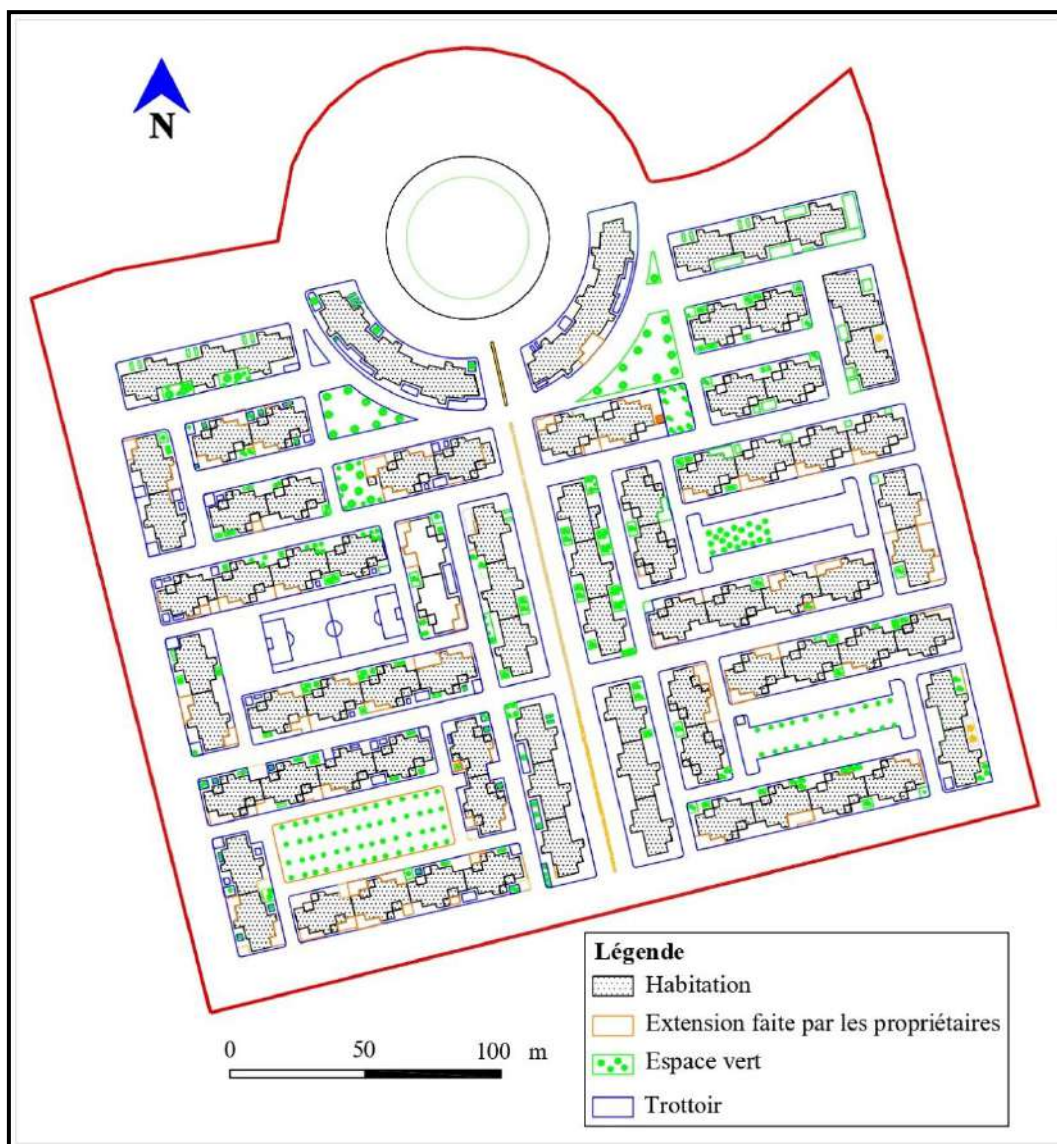 N
Légende
Habitation
Extension faite par les propriétaires
Espace vert
Trottoir
0 50 100 m